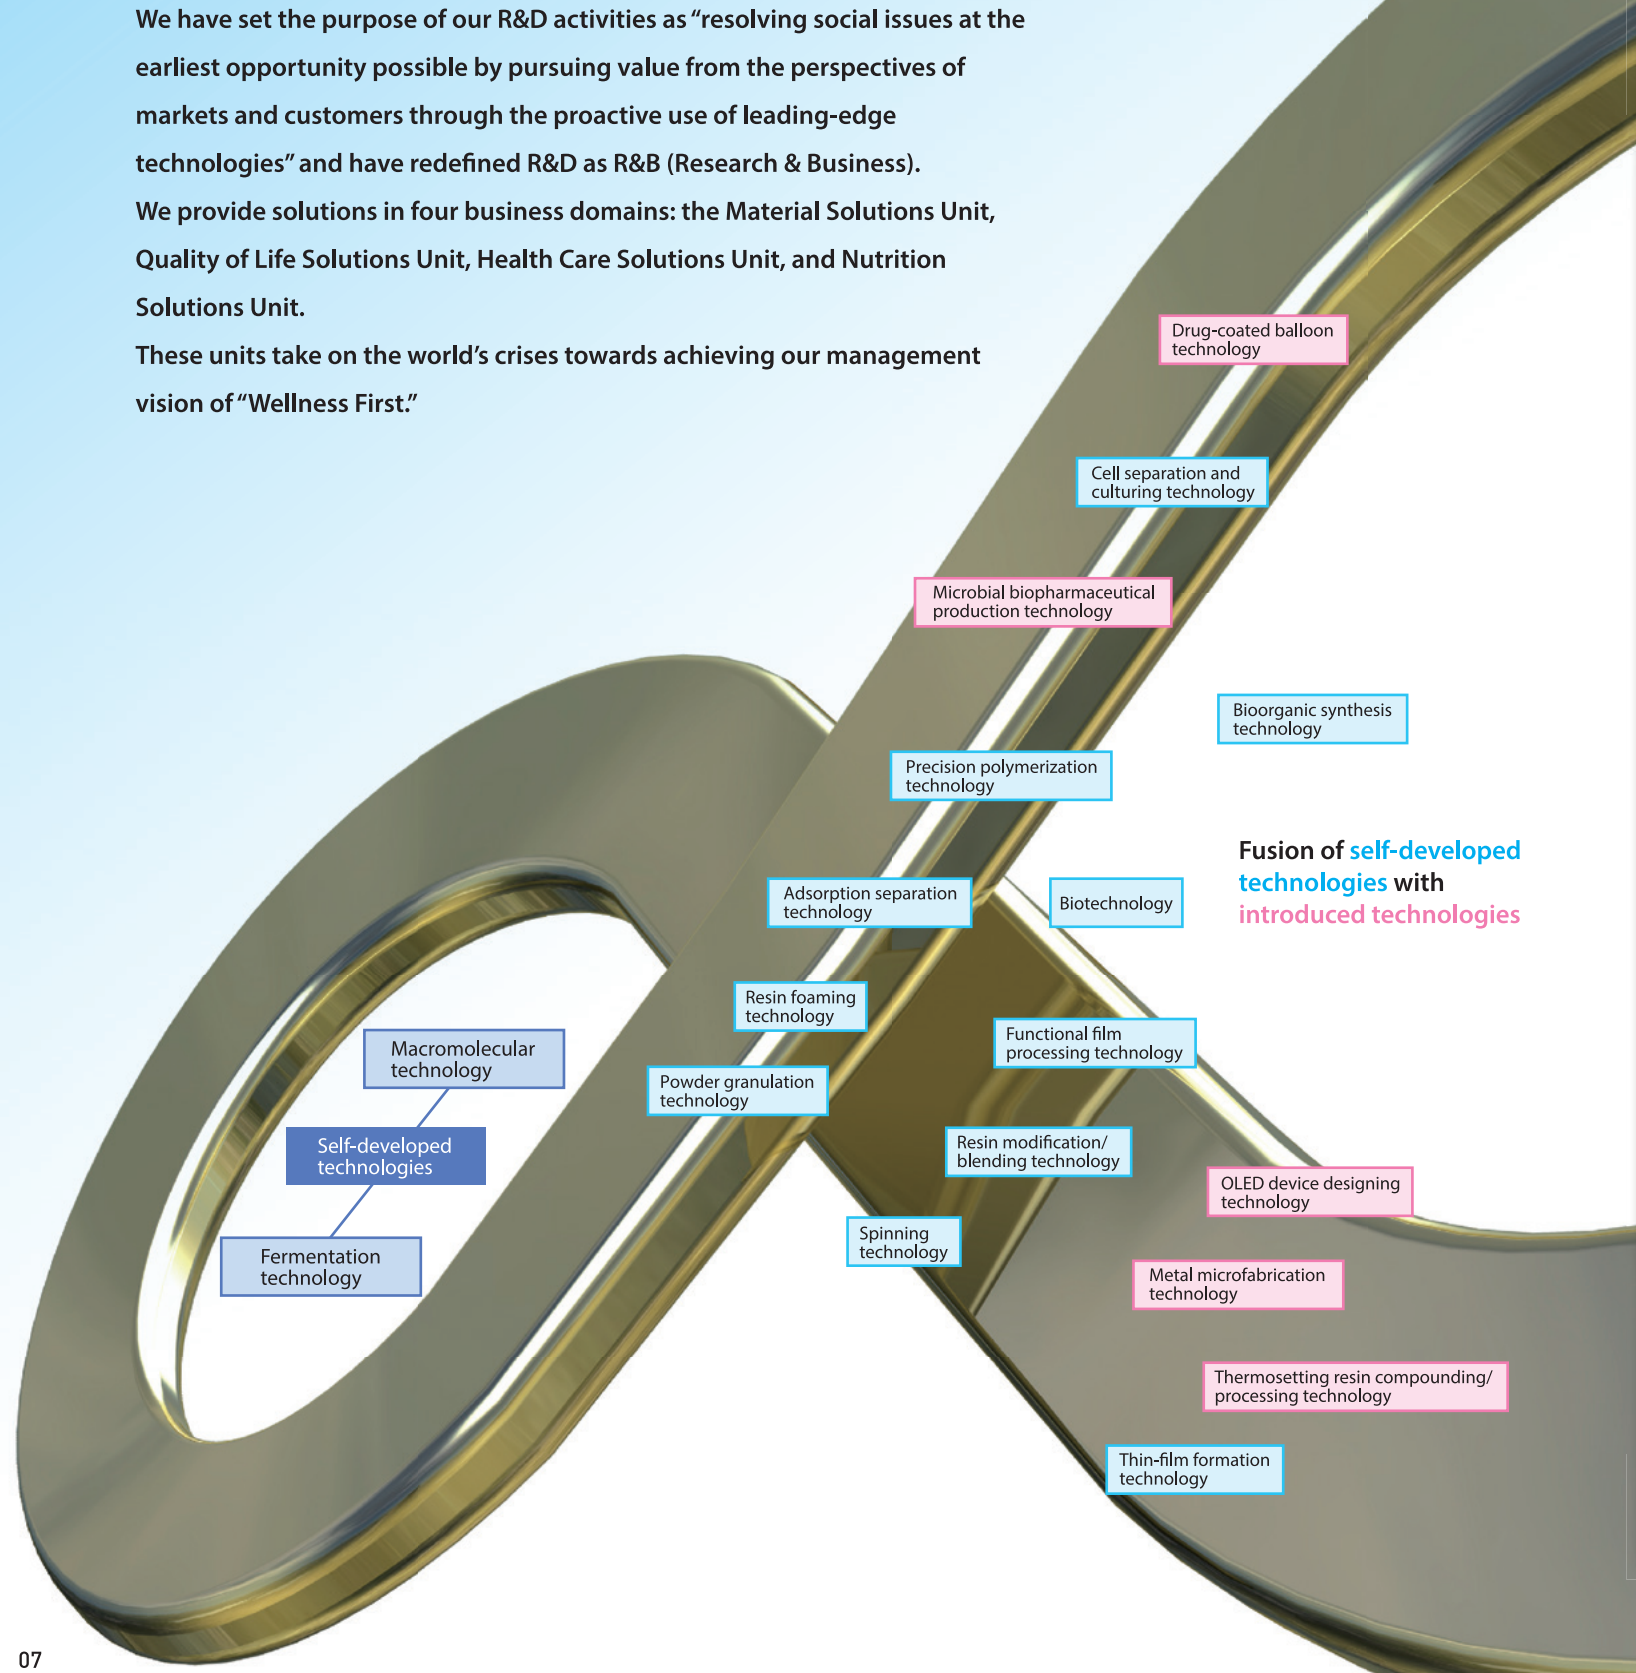 We have set the purpose of our R&D activities as “resolving social issues at the
earliest opportunity possible by pursuing value from the perspectives of
markets and customers through the proactive use of leading-edge
technologies” and have redefined R&D as R&B (Research & Business).
We provide solutions in four business domains: the Material Solutions Unit,
Quality of Life Solutions Unit, Health Care Solutions Unit, and Nutrition
Solutions Unit.
These units take on the world’s crises towards achieving our management
vision of “Wellness First.”
Drug-coated balloon
technology
Cell separation and
culturing technology
Microbial biopharmaceutical
production technology
Bioorganic synthesis
technology
Precision polymerization
technology
Fusion of self-developed
technologies with
introduced technologies
Adsorption separation
technology
Biotechnology
Resin foaming
technology
Functional film
processing technology
Macromolecular
technology
Powder granulation
technology
Self-developed
technologies
Resin modification/
blending technology
OLED device designing
technology
Spinning
technology
Fermentation
technology
Metal microfabrication
technology
Thermosetting resin compounding/
processing technology
Thin-film formation
technology
07